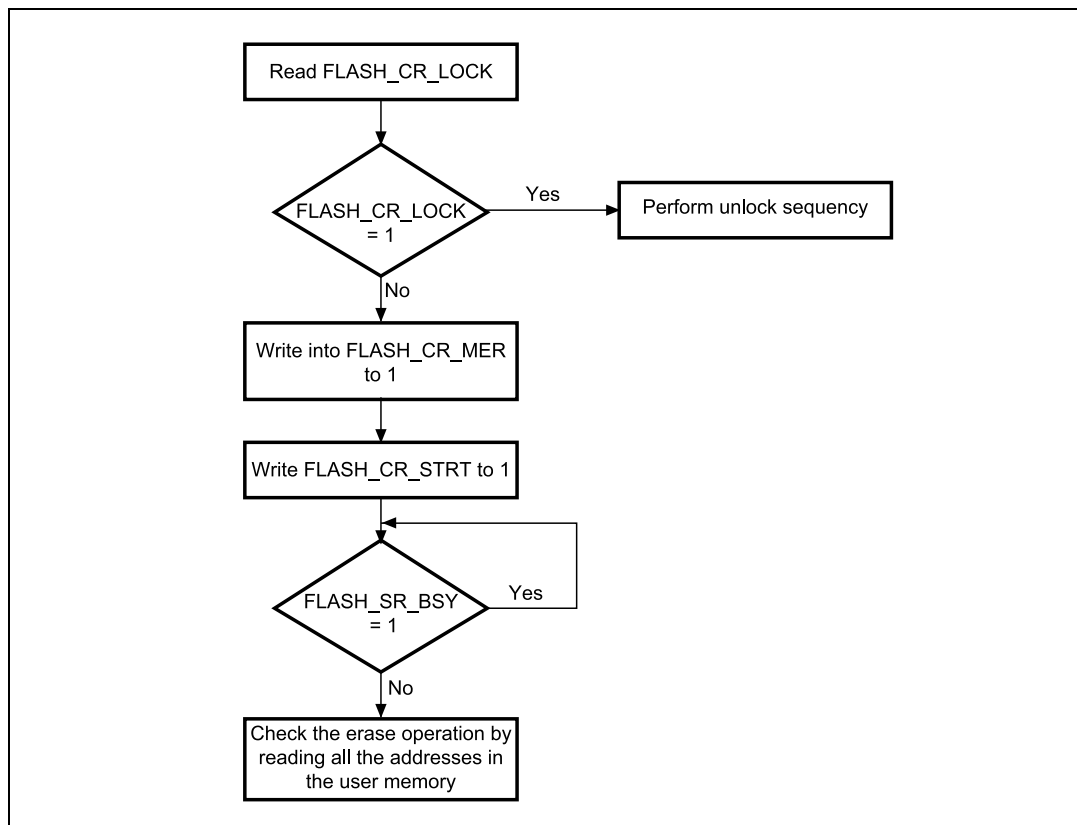 Read FLASH_CR_LOCK
FLASH_CR_LOCK
= 1
Yes
Perform unlock sequency
No
Write into FLASH_CR_MER
to 1
Write FLASH_CR_STRT to 1
FLASH_SR_BSY
= 1
Yes
No
Check the erase operation by
reading all the addresses in
the user memory